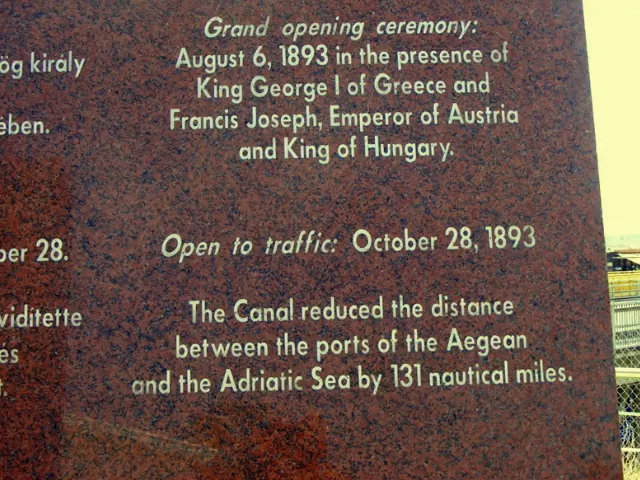 ög király
eben.
ber 28.
viditette
és
t.
Grand opening ceremony:
August 6, 1893 in the presence of
King George I of Greece and
Francis Joseph, Emperor of Austria
and King of Hungary.
Open to traffic: October 28, 1893
The Canal reduced the distance
between the ports of the Aegean
and the Adriatic Sea by 131 nautical miles.